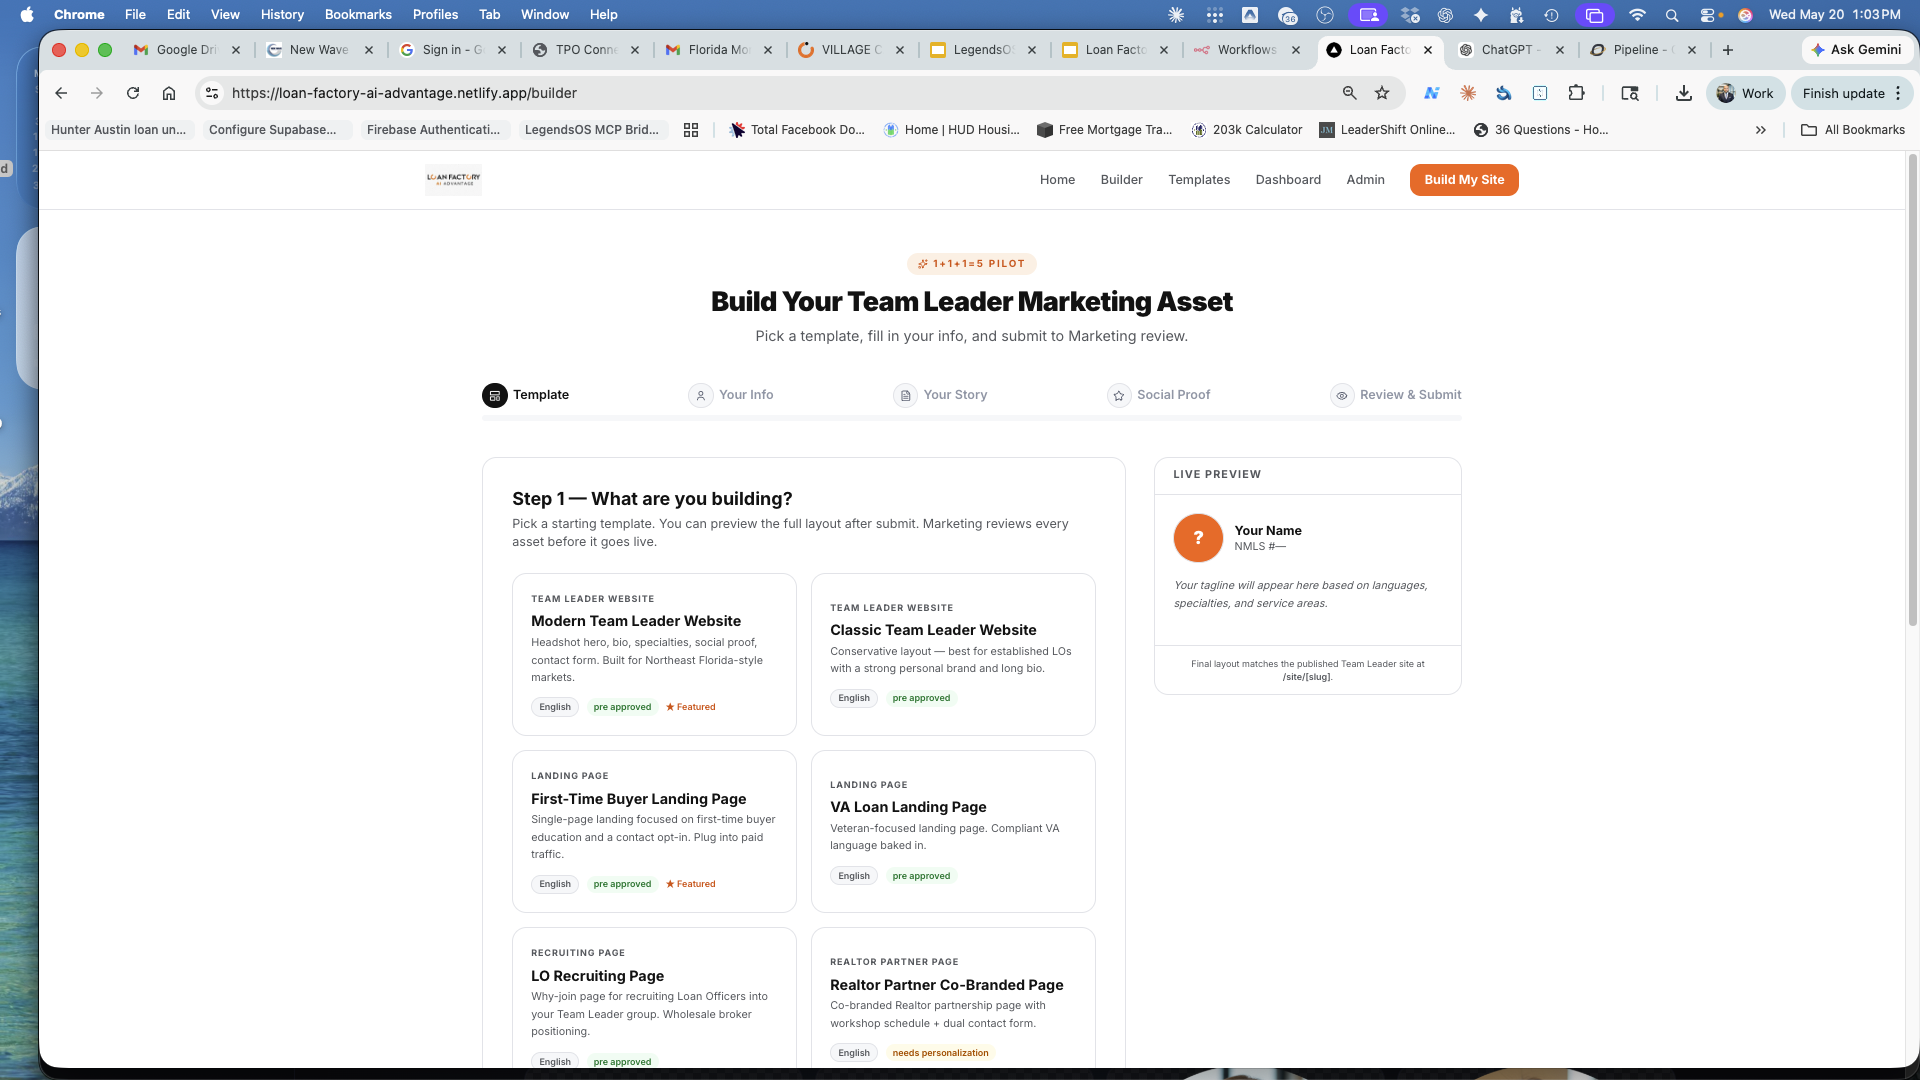 Chrome File Edit View History Bookmarks Profiles Tab Window Help
36
Wed May 20 1:03 PM
Google Dri
New Wave
Sign in - G
TPO Conne
Florida Mo
VILLAGE C
LegendsOS
Loan Facto
Workflows
Loan Facto
ChatGPT -
Pipeline -
Ask Gemini
https://loan-factory-ai-advantage.netlify.app/builder
Work
Finish update
Hunter Austin loan un...
Configure Supabase...
Firebase Authenticati...
LegendsOS MCP Brid...
Total Facebook Do...
Home | HUD Housi...
Free Mortgage Tra...
203k Calculator
JM
LeaderShift Online...
36 Questions - Ho...
All Bookmarks
LOAN FACTORY
AI ADVANTAGE
Home Builder Templates Dashboard Admin Build My Site
1+1+1=5 PILOT
Build Your Team Leader Marketing Asset
Pick a template, fill in your info, and submit to Marketing review.
Template Your Info Your Story Social Proof Review & Submit
Step 1 — What are you building?
Pick a starting template. You can preview the full layout after submit. Marketing reviews every
asset before it goes live.
TEAM LEADER WEBSITE
Modern Team Leader Website
Headshot hero, bio, specialties, social proof,
contact form. Built for Northeast Florida-style
markets.
English pre approved ★ Featured
TEAM LEADER WEBSITE
Classic Team Leader Website
Conservative layout — best for established LOs
with a strong personal brand and long bio.
English pre approved
LANDING PAGE
First-Time Buyer Landing Page
Single-page landing focused on first-time buyer
education and a contact opt-in. Plug into paid
traffic.
English pre approved ★ Featured
LANDING PAGE
VA Loan Landing Page
Veteran-focused landing page. Compliant VA
language baked in.
English pre approved
RECRUITING PAGE
LO Recruiting Page
Why-join page for recruiting Loan Officers into
your Team Leader group. Wholesale broker
positioning.
English pre approved
REALTOR PARTNER PAGE
Realtor Partner Co-Branded Page
Co-branded Realtor partnership page with
workshop schedule + dual contact form.
English needs personalization
LIVE PREVIEW
?
Your Name
NMLS #—
Your tagline will appear here based on languages,
specialties, and service areas.
Final layout matches the published Team Leader site at
/site/[slug].